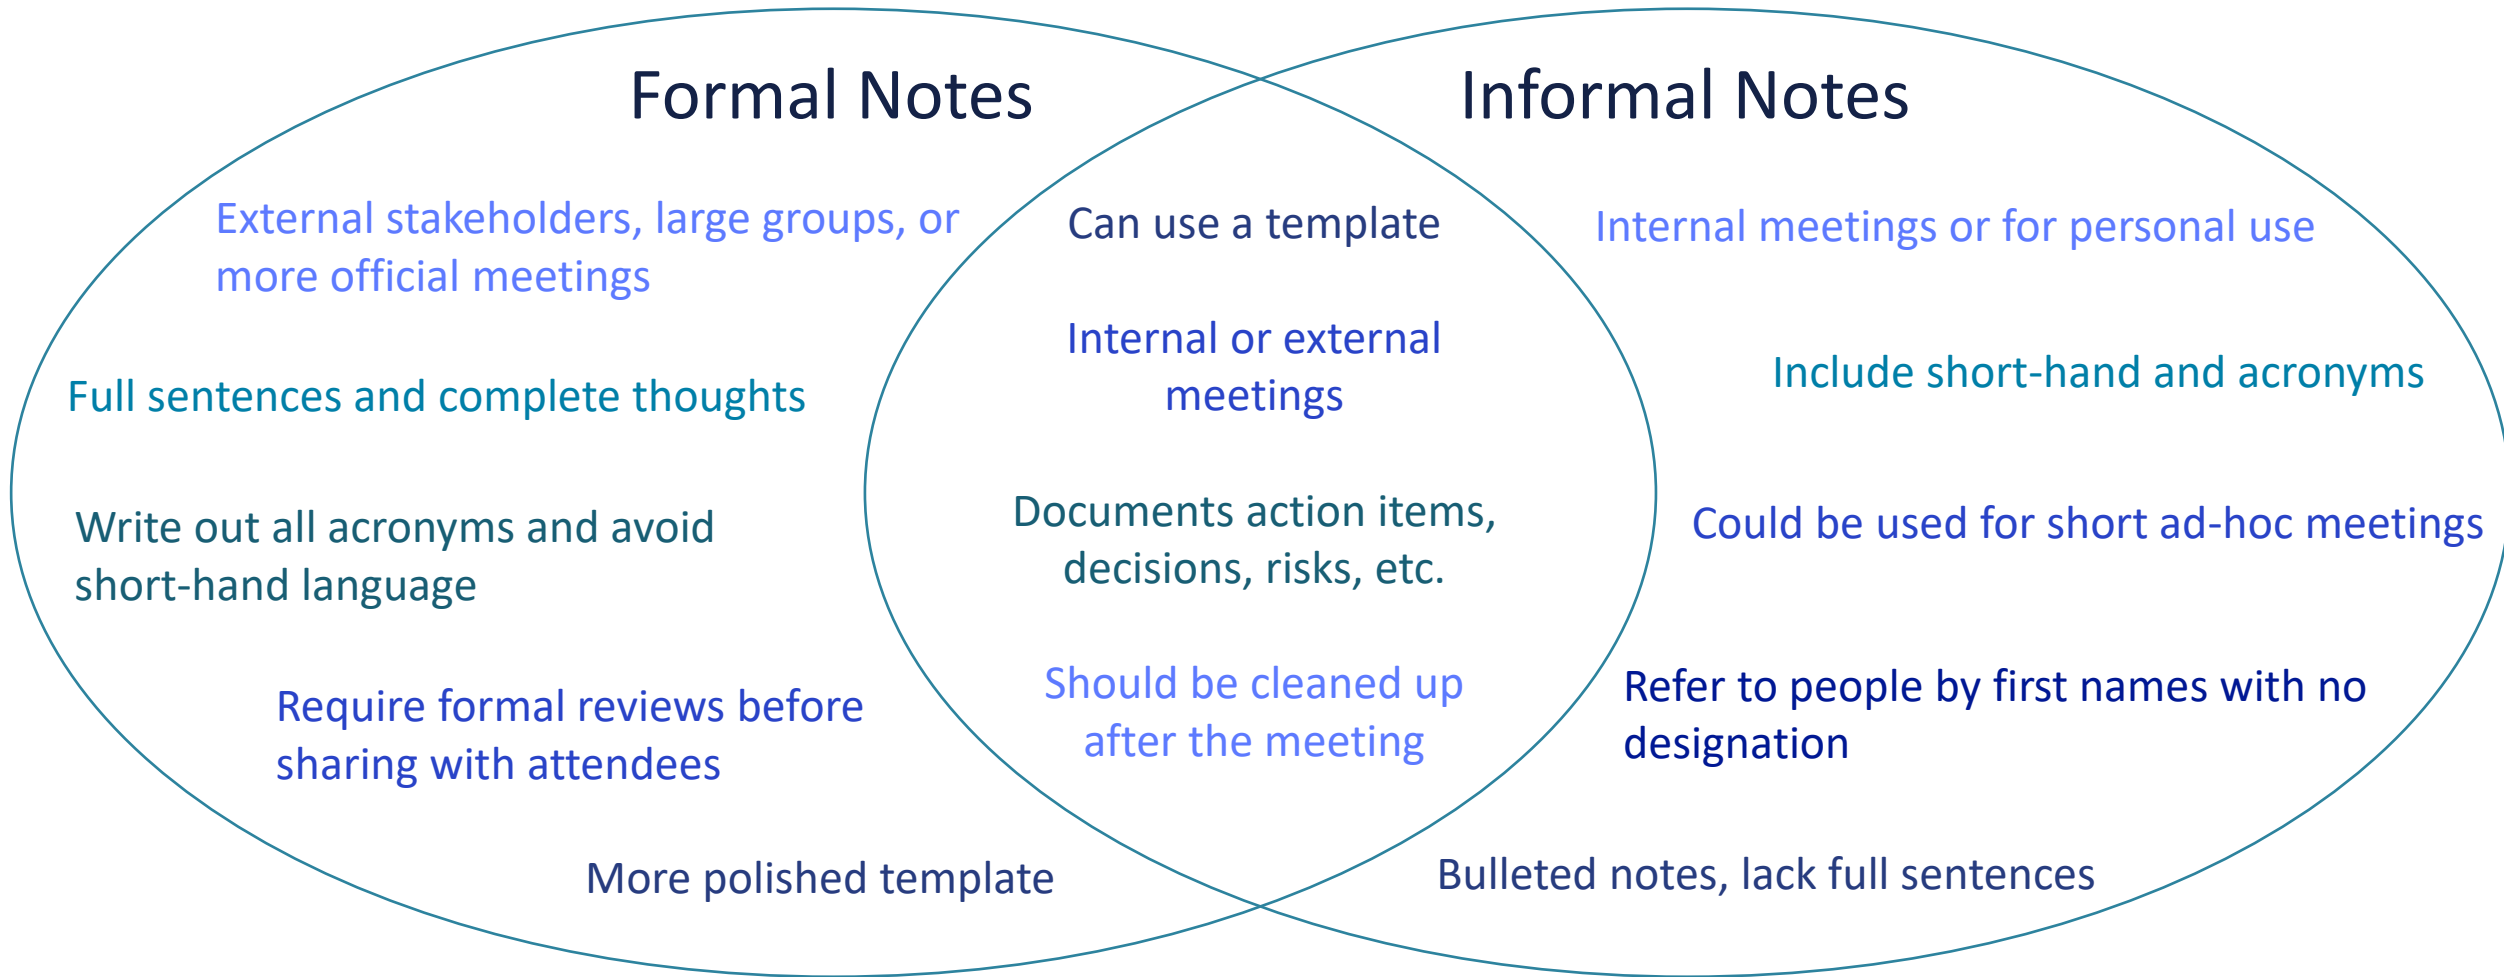 Formal Notes
External stakeholders, large groups, or
more official meetings
Full sentences and complete thoughts
Write out all acronyms and avoid
short-hand language
Require formal reviews before
sharing with attendees
More polished template
Can use a template
Internal or external
meetings
Documents action items,
decisions, risks, etc.
Should be cleaned up
after the meeting
Informal Notes
Internal meetings or for personal use
Include short-hand and acronyms
Could be used for short ad-hoc meetings
Refer to people by first names with no
designation
Bulleted notes, lack full sentences